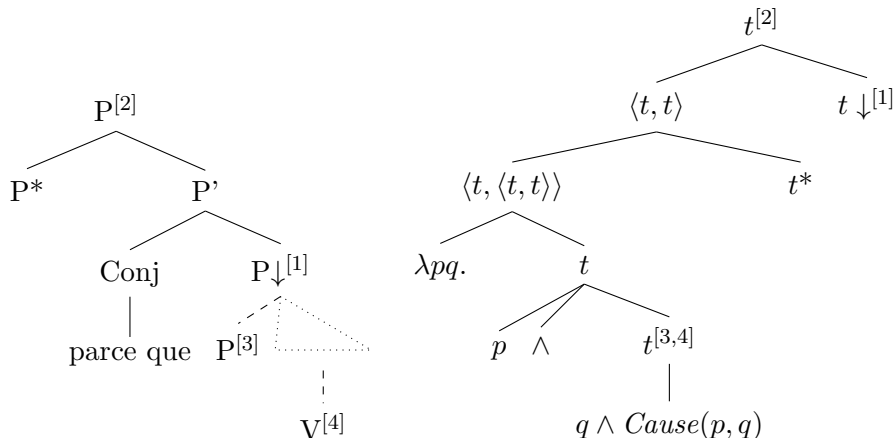 t[2]
P[2] ⟨t, t⟩ t ↓[1]
P* P’ ⟨t, ⟨t, t⟩⟩ t*
Conj P↓[1] λpq. t
parce que P[3] p ∧ t[3,4]
V[4] q ∧ Cause(p, q)